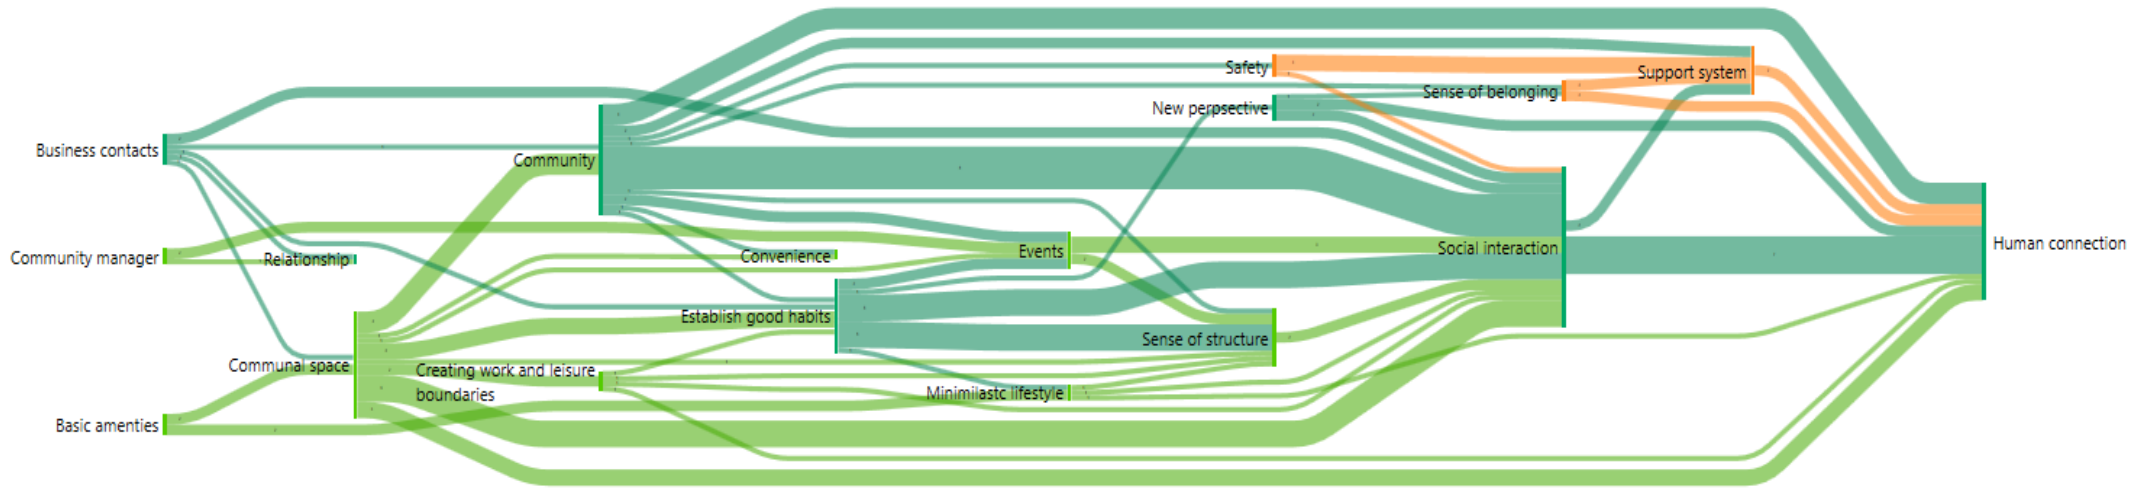 Safety
Support system
Sense of belonging
New perpsective
Business contacts
Community
Human connection
Community manager
Relationship
Convenience
Events
Social interaction
Establish good habits
Sense of structure
Communal space
Creating work and leisure
boundaries
Minimilastc lifestyle
Basic amenties